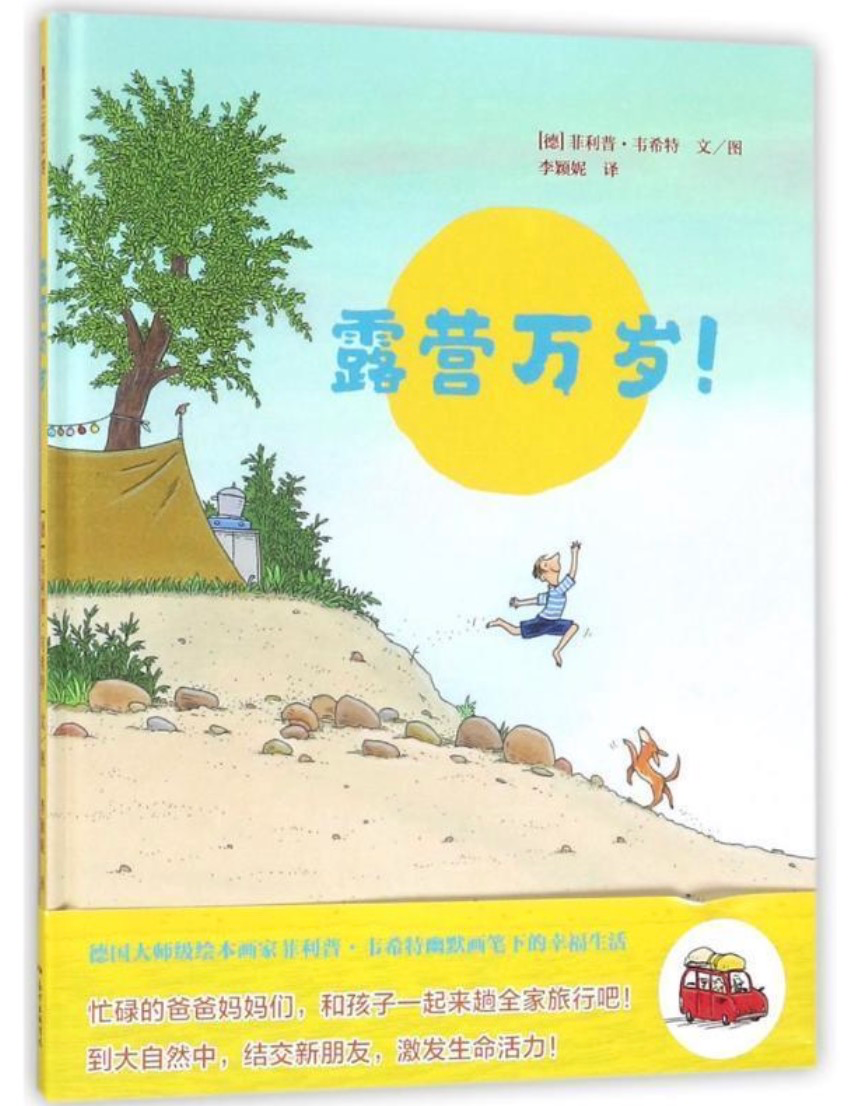 [德]菲利普·韦希特 文/图
李颖妮 译
露营万岁!
德国大师级绘本画家菲利普·韦希特幽默画笔下的幸福生活
忙碌的爸爸妈妈们，和孩子一起来趟全家旅行吧！
到大自然中，结交新朋友，激发生命活力！